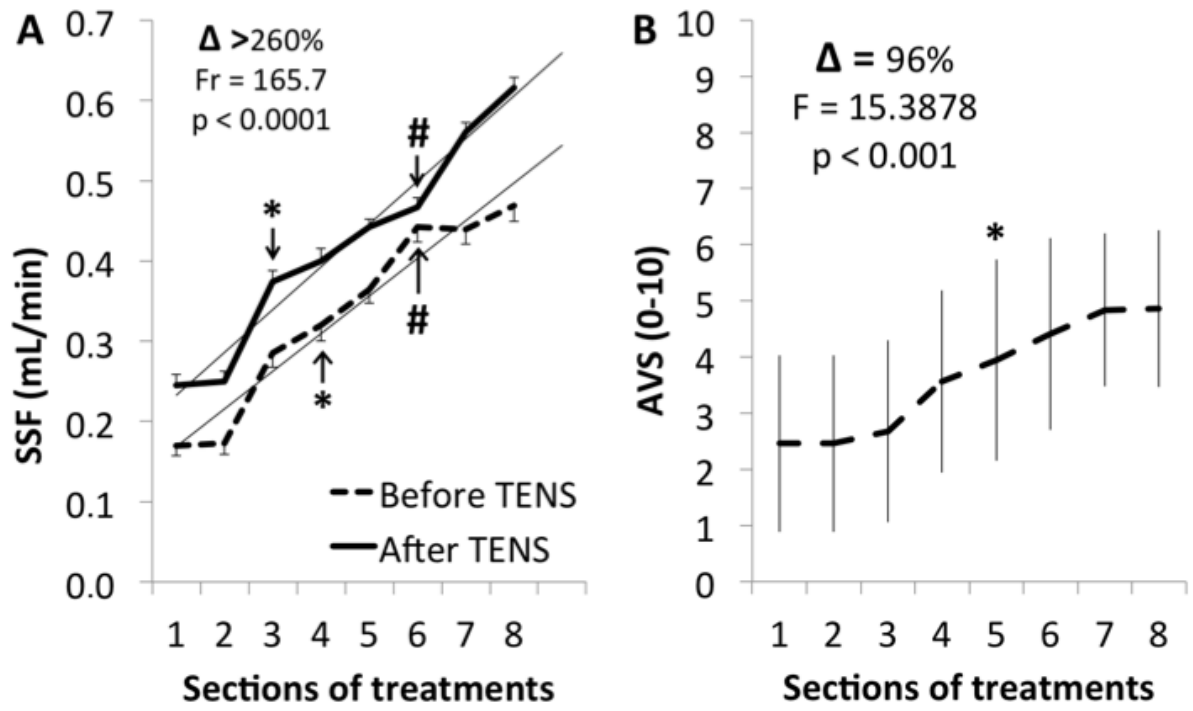 A
Δ >260%
Fr = 165.7
p < 0.0001
SSF (mL/min)
0.7
0.6
0.5
0.4
0.3
0.2
0.1
0.0
*
#
#
*
Before TENS
After TENS
1 2 3 4 5 6 7 8
Sections of treatments
B
Δ = 96%
F = 15.3878
p < 0.001
AVS (0-10)
10
9
8
7
6
5
4
3
2
1
0
*
1 2 3 4 5 6 7 8
Sections of treatments